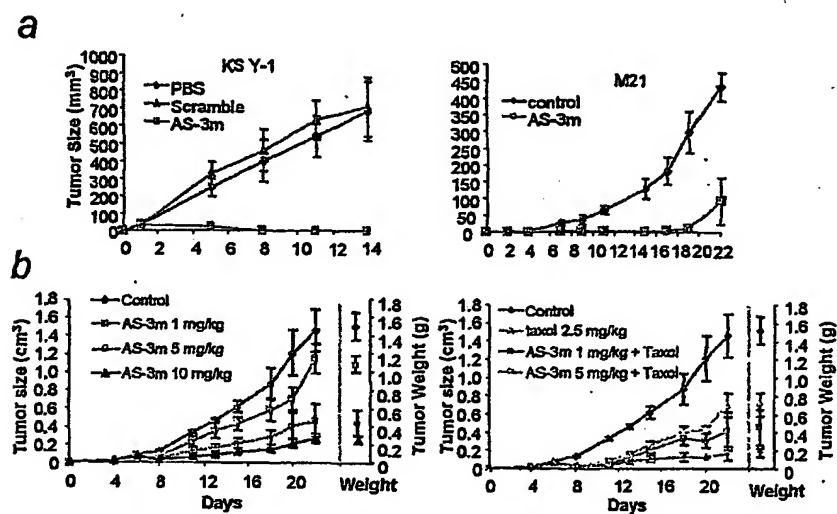 a
KS Y-1
Tumor Size (mm³)
1000
900
800
700
600
500
400
300
200
100
0
PBS
Scramble
AS-3m
0 2 4 6 8 10 12 14
M21
500
450
400
350
300
250
200
150
100
50
0
control
AS-3m
0 2 4 6 8 10 12 14 16 18 20 22
b
Tumor size (cm³)
1.8
1.6
1.4
1.2
1.0
0.8
0.6
0.4
0.2
0
Control
AS-3m 1 mg/kg
AS-3m 5 mg/kg
AS-3m 10 mg/kg
1.8
1.6
1.4
1.2
1.0
0.8
0.6
0.4
0.2
0
Tumor Weight (g)
0 4 8 12 16 20
Days
Weight
Tumor size (cm³)
1.8
1.6
1.4
1.2
1.0
0.8
0.6
0.4
0.2
0
Control
taxol 2.5 mg/kg
AS-3m 1 mg/kg + Taxol
AS-3m 5 mg/kg + Taxol
1.8
1.6
1.4
1.2
1.0
0.8
0.6
0.4
0.2
0
Tumor Weight (g)
0 4 8 12 16 20
Days
Weight